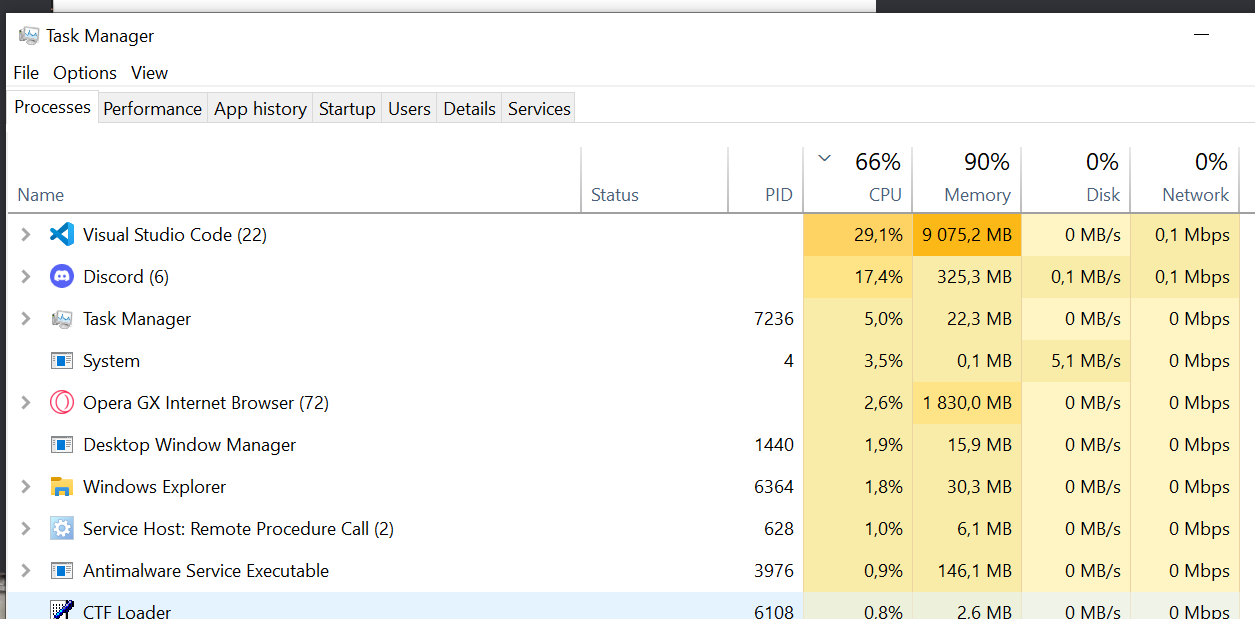 Task Manager
File Options View
Processes Performance App history Startup Users Details Services
66% 90% 0% 0%
Name Status PID CPU Memory Disk Network
Visual Studio Code (22) 29,1% 9 075,2 MB 0 MB/s 0,1 Mbps
Discord (6) 17,4% 325,3 MB 0,1 MB/s 0,1 Mbps
Task Manager 7236 5,0% 22,3 MB 0 MB/s 0 Mbps
System 4 3,5% 0,1 MB 5,1 MB/s 0 Mbps
Opera GX Internet Browser (72) 2,6% 1 830,0 MB 0 MB/s 0 Mbps
Desktop Window Manager 1440 1,9% 15,9 MB 0 MB/s 0 Mbps
Windows Explorer 6364 1,8% 30,3 MB 0 MB/s 0 Mbps
Service Host: Remote Procedure Call (2) 628 1,0% 6,1 MB 0 MB/s 0 Mbps
Antimalware Service Executable 3976 0,9% 146,1 MB 0 MB/s 0 Mbps
CTF Loader 6108 0,8% 2,6 MB 0 MB/s 0 Mbps